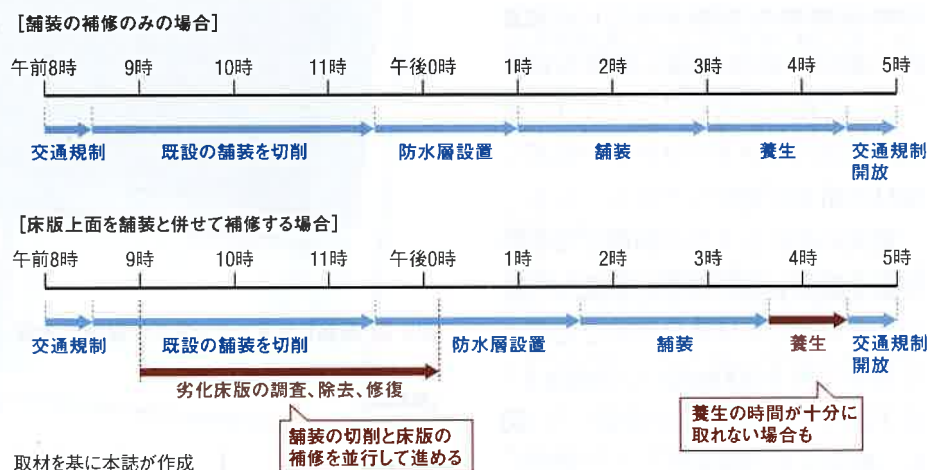 [舗装の補修のみの場合]
午前8時 9時 10時 11時 午後0時 1時 2時 3時 4時 5時
交通規制 既設の舗装を切削 防水層設置 舗装 養生 交通規制
開放
[床版上面を舗装と併せて補修する場合]
午前8時 9時 10時 11時 午後0時 1時 2時 3時 4時 5時
交通規制 既設の舗装を切削 防水層設置 舗装 養生 交通規制
開放
劣化床版の調査、除去、修復
舗装の切削と床版の
補修を並行して進める
養生の時間が十分に
取れない場合も
取材を基に本誌が作成